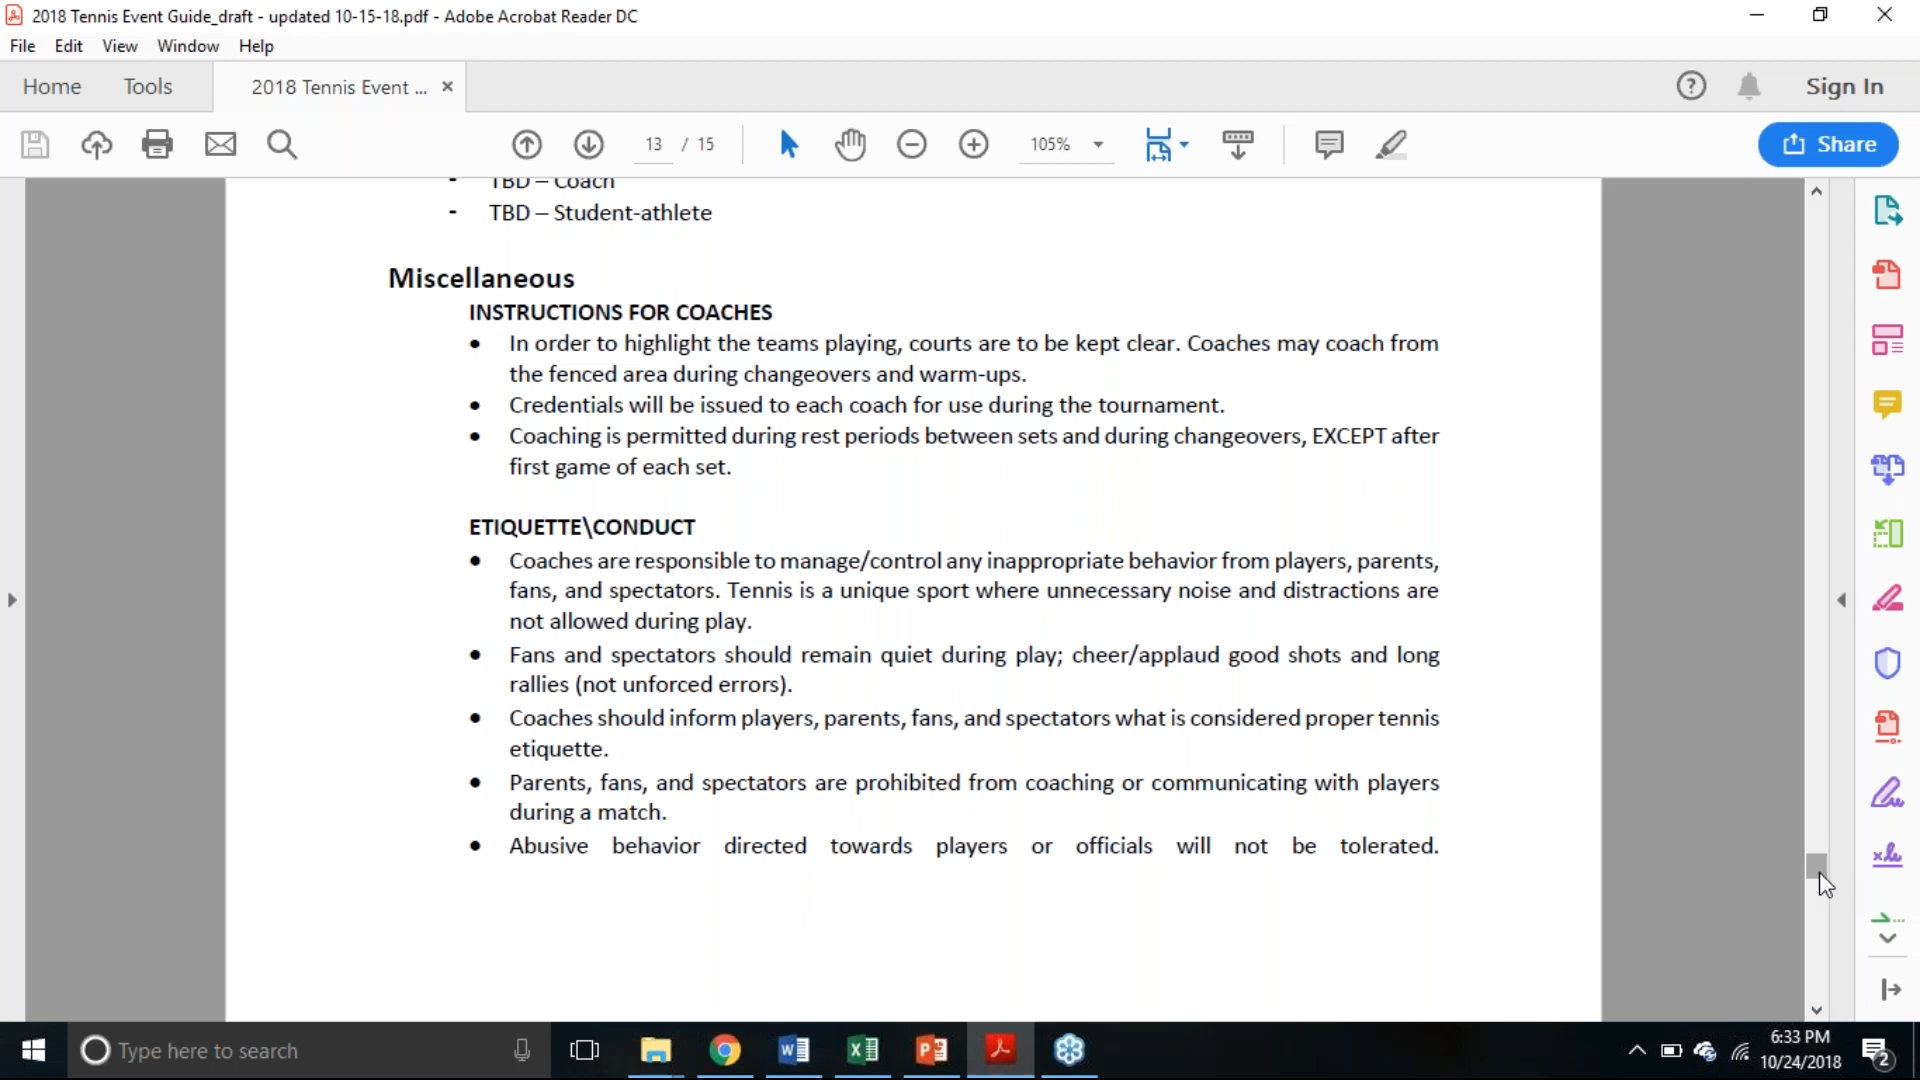 2018 Tennis Event Guide_draft - updated 10-15-18.pdf - Adobe Acrobat Reader DC
File Edit View Window Help
Home Tools 2018 Tennis Event ... × Sign In
13 / 15 105% Share
- TBD – Coach
- TBD – Student-athlete
Miscellaneous
INSTRUCTIONS FOR COACHES
• In order to highlight the teams playing, courts are to be kept clear. Coaches may coach from
the fenced area during changeovers and warm-ups.
• Credentials will be issued to each coach for use during the tournament.
• Coaching is permitted during rest periods between sets and during changeovers, EXCEPT after
first game of each set.
ETIQUETTE\CONDUCT
• Coaches are responsible to manage/control any inappropriate behavior from players, parents,
fans, and spectators. Tennis is a unique sport where unnecessary noise and distractions are
not allowed during play.
• Fans and spectators should remain quiet during play; cheer/applaud good shots and long
rallies (not unforced errors).
• Coaches should inform players, parents, fans, and spectators what is considered proper tennis
etiquette.
• Parents, fans, and spectators are prohibited from coaching or communicating with players
during a match.
• Abusive behavior directed towards players or officials will not be tolerated.
Type here to search
6:33 PM
10/24/2018
2